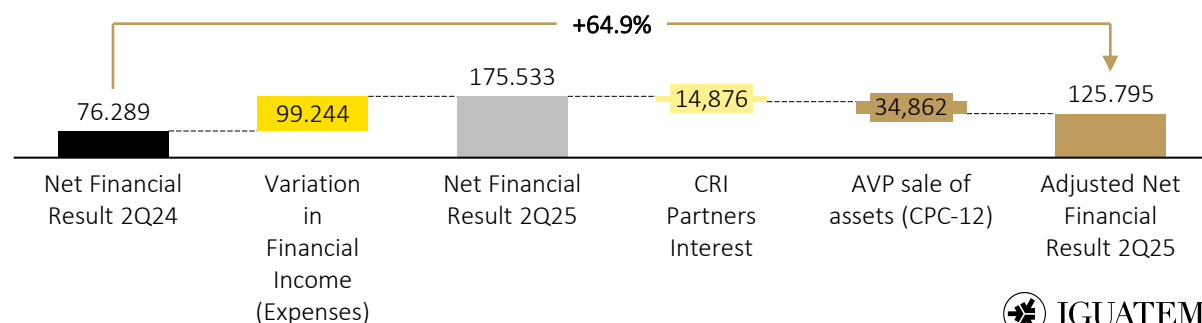 +64.9%
76.289
99.244
175.533
14,876
34,862
125.795
Net Financial
Result 2Q24
Variation
in
Financial
Income
(Expenses)
Net Financial
Result 2Q25
CRI
Partners
Interest
AVP sale of
assets (CPC-12)
Adjusted Net
Financial
Result 2Q25
IGUATEM